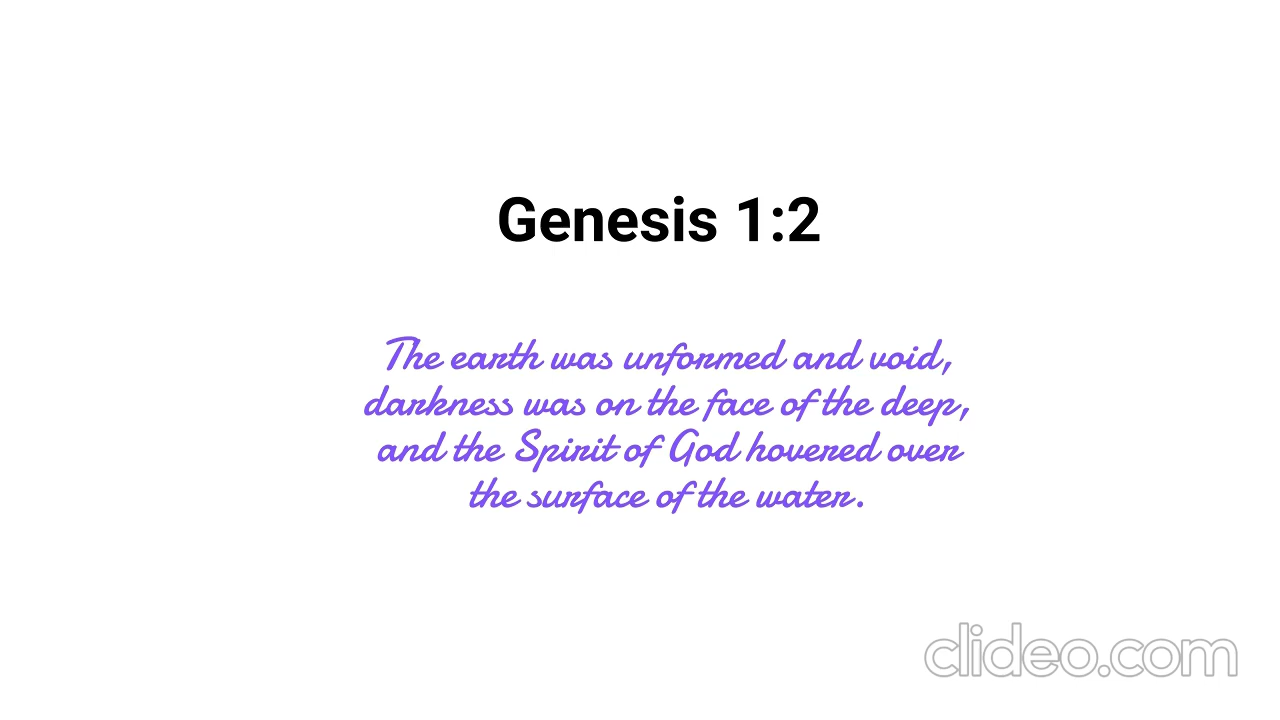 Genesis 1:2
The earth was unformed and void,
darkness was on the face of the deep,
and the Spirit of God hovered over
the surface of the water.
clideo.com